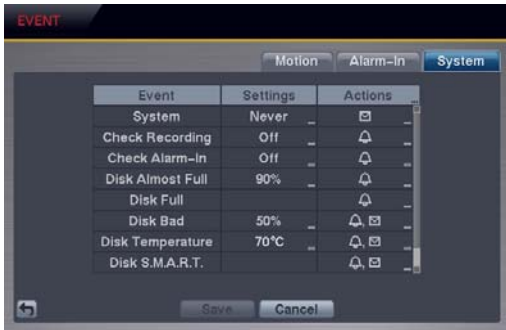 EVENT
Motion Alarm–In System
Event Settings Actions ...
System Never
Check Recording Off
Check Alarm–In Off
Disk Almost Full 90%
Disk Full
Disk Bad 50%
Disk Temperature 70°C
Disk S.M.A.R.T.
Save... Cancel